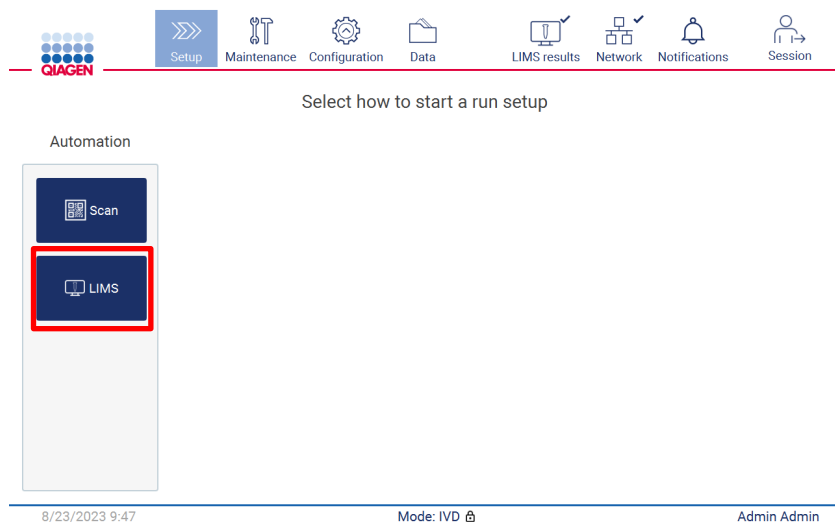 QIAGEN
Setup Maintenance Configuration Data LIMS results Network Notifications Session
Select how to start a run setup
Automation
Scan
LIMS
8/23/2023 9:47 Mode: IVD Admin Admin